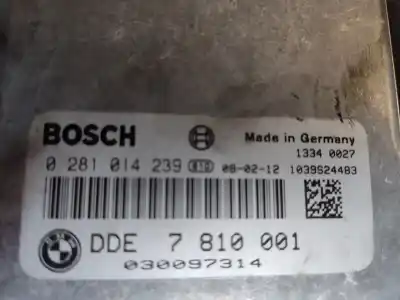 BOSCH
Made in Germany
1334 0027
0 281 014 239 08-02-12 1039S24483
BMW
DDE 7 810 001
030097314